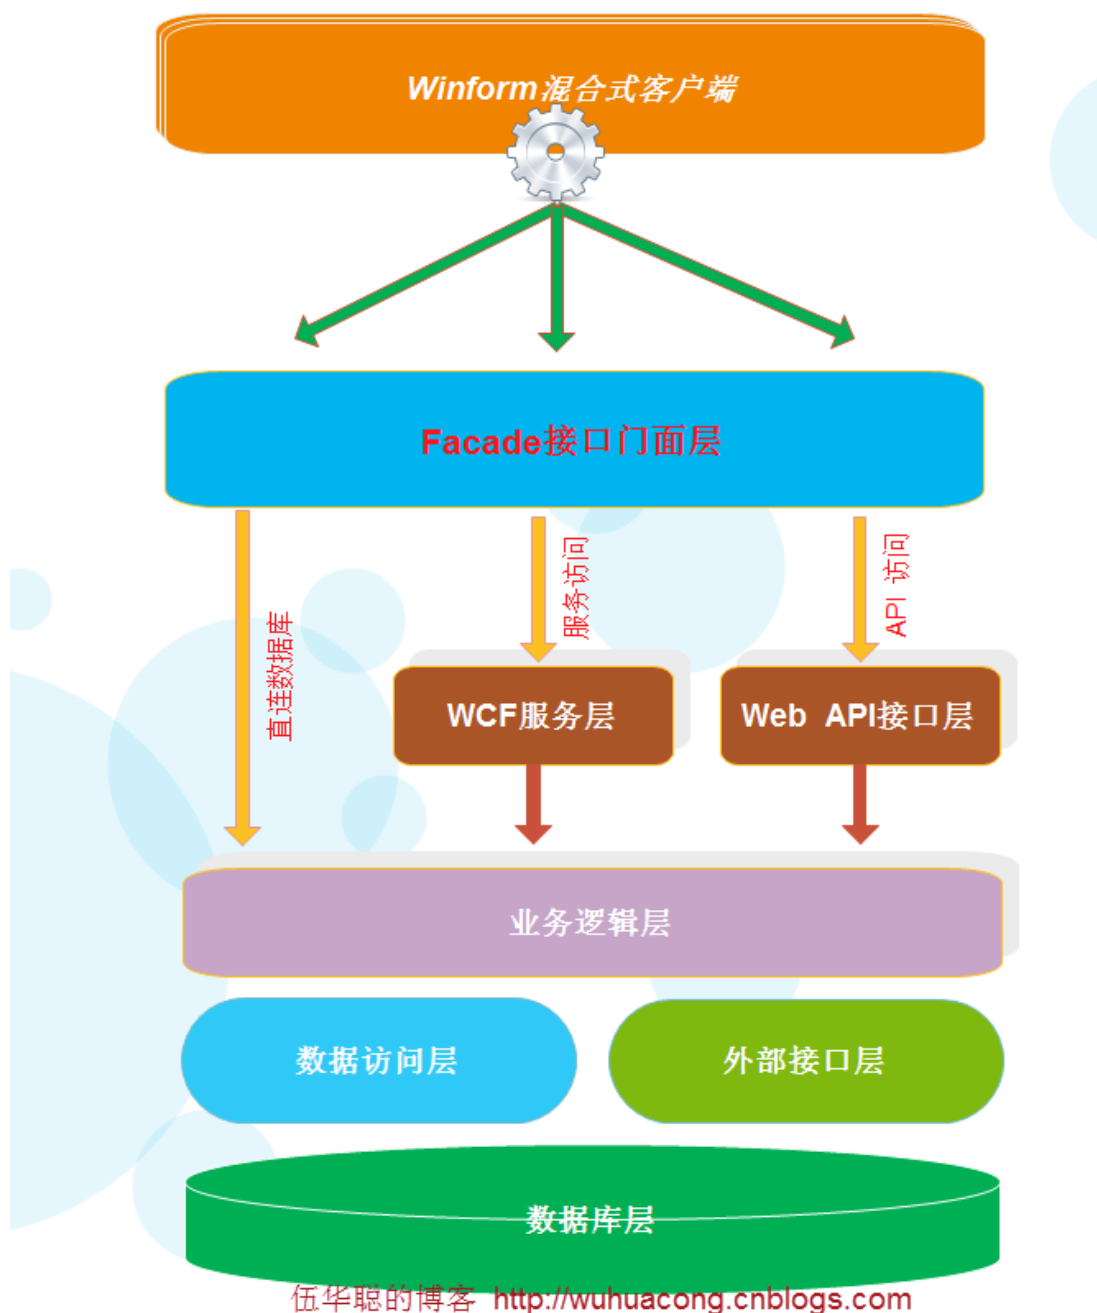 Winform混合式客户端
Facade接口门面层
直连数据库
服务访问
API 访问
WCF服务层
Web API接口层
业务逻辑层
数据访问层
外部接口层
数据库层
伍华聪的博客 http://wuhuacong.cnblogs.com